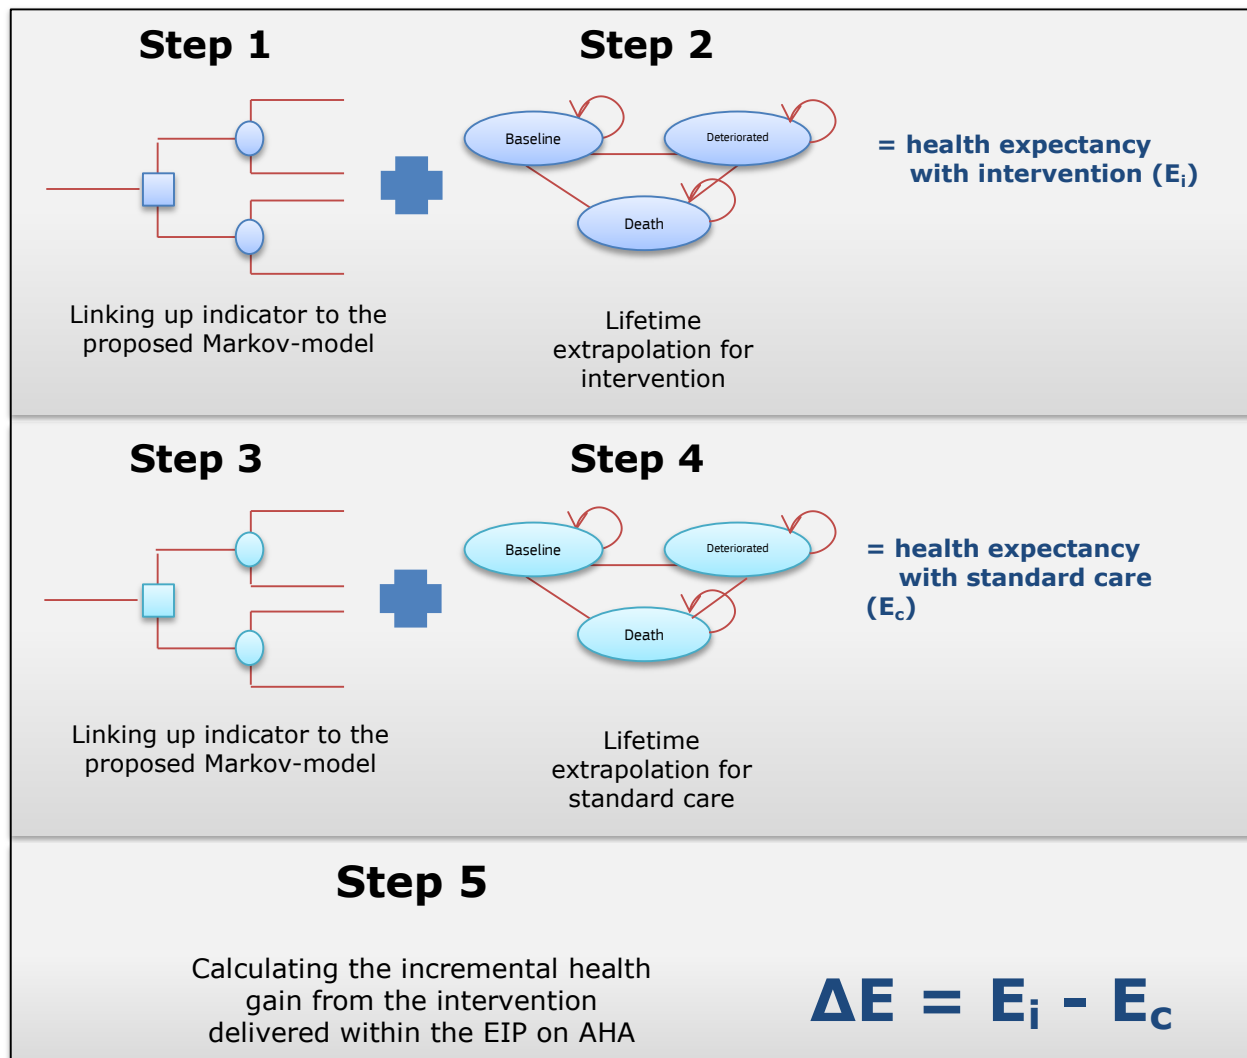 Step 1
Step 2
Baseline
Deteriorated
Death
= health expectancy
with intervention (Ei)
Linking up indicator to the
proposed Markov-model
Lifetime
extrapolation for
intervention
Step 3
Step 4
Baseline
Deteriorated
Death
= health expectancy
with standard care
(Ec)
Linking up indicator to the
proposed Markov-model
Lifetime
extrapolation for
standard care
Step 5
Calculating the incremental health
gain from the intervention
delivered within the EIP on AHA
ΔE = Ei - Ec